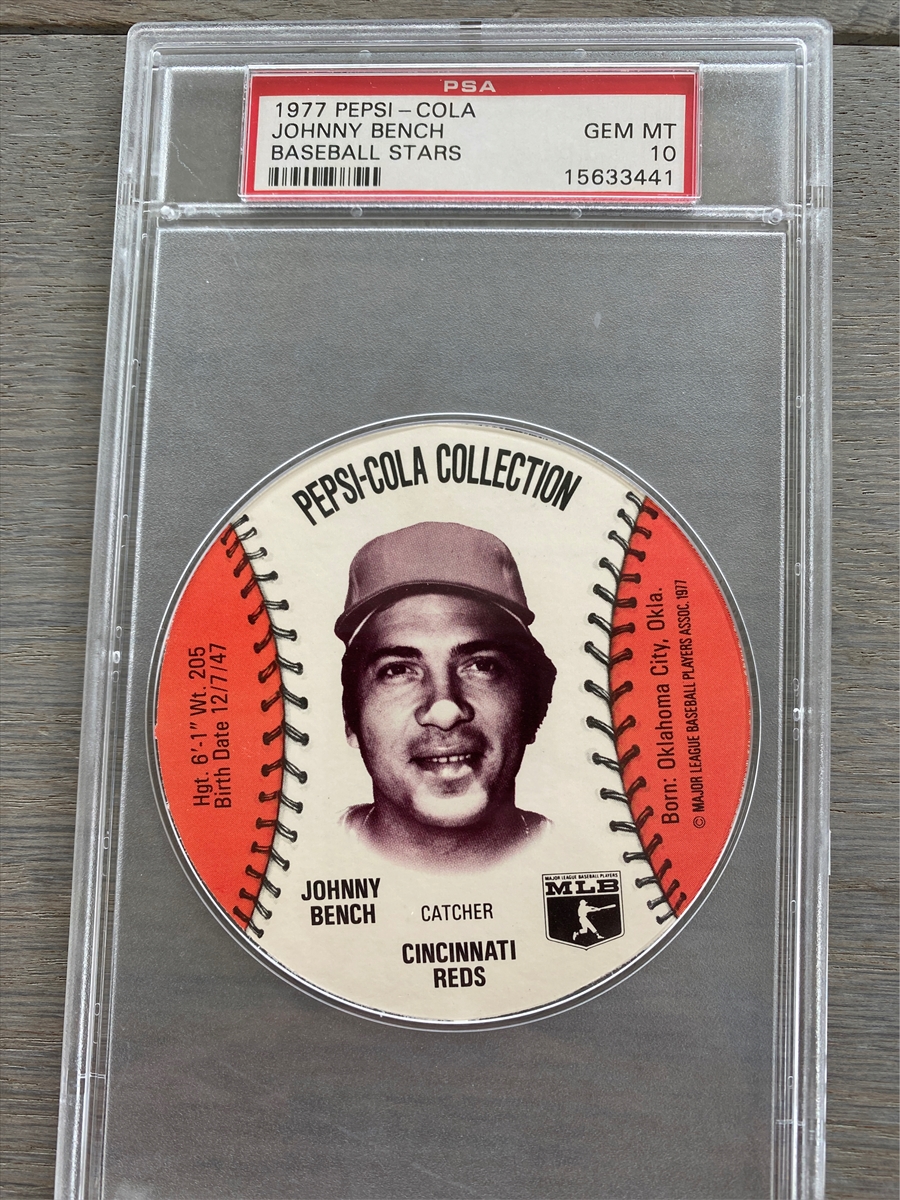 PSA
1977 PEPSI-COLA
JOHNNY BENCH GEM MT
BASEBALL STARS 10
15633441
PEPSI-COLA COLLECTION
Hgt. 6'-1" Wt. 205
Birth Date 12/7/47
Born: Oklahoma City, Okla.
© MAJOR LEAGUE BASEBALL PLAYERS ASSOC. 1977
JOHNNY
BENCH
CATCHER
CINCINNATI
REDS
MAJOR LEAGUE BASEBALL PLAYERS
MLB